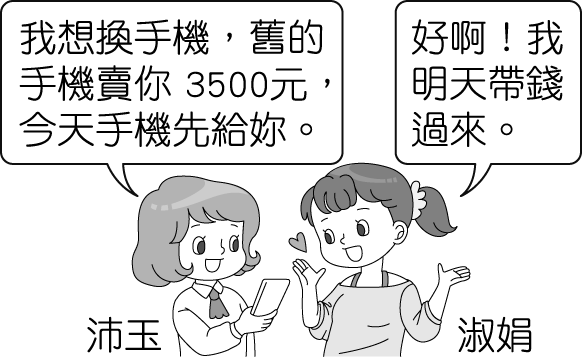 我想換手機，舊的
手機賣你 3500元，
今天手機先給妳。
好啊！我
明天帶錢
過來。
沛玉
淑娟